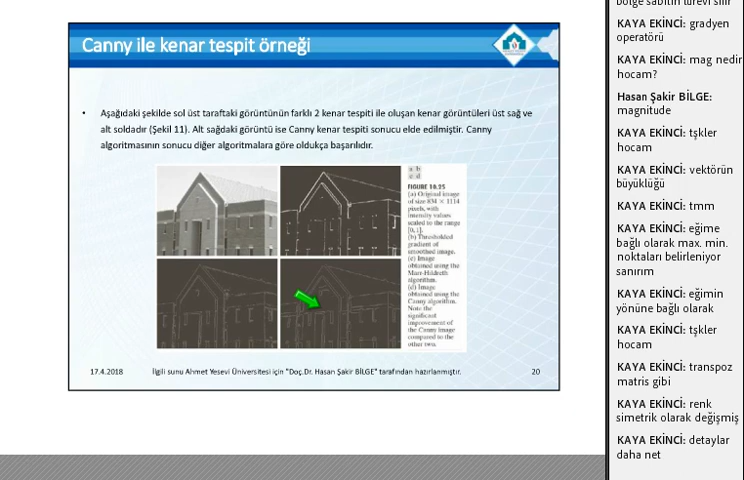 Canny ile kenar tespit örneği
• Aşağıdaki şekilde sol üst taraftaki görüntünün farklı 2 kenar tespiti ile oluşan kenar görüntüleri üst sağ ve
alt soldadır (Şekil 11). Alt sağdaki görüntü ise Canny kenar tespiti sonucu elde edilmiştir. Canny
algoritmasının sonucu diğer algoritmalara göre oldukça başarılıdır.
a b
c d
FIGURE 10.25
(a) Original image
of size 834 × 1114
pixels, with
intensity values
scaled to the range
[0, 1].
(b) Thresholded
gradient of
smoothed image.
(c) Image
obtained using the
Marr-Hildreth
algorithm.
(d) Image
obtained using the
Canny algorithm.
Note the
significant
improvement of
the Canny image
compared to the
other two.
17.4.2018
İlgili sunu Ahmet Yesevi Üniversitesi için "Doç.Dr. Hasan Şakir BİLGE" tarafından hazırlanmıştır.
20
bölge sabitin türevi sıfır
KAYA EKİNCİ: gradyen
operatörü
KAYA EKİNCİ: mag nedir
hocam?
Hasan Şakir BİLGE:
magnitude
KAYA EKİNCİ: tşkler
hocam
KAYA EKİNCİ: vektörün
büyüklüğü
KAYA EKİNCİ: tmm
KAYA EKİNCİ: eğime
bağlı olarak max. min.
noktaları belirleniyor
sanırım
KAYA EKİNCİ: eğimin
yönüne bağlı olarak
KAYA EKİNCİ: tşkler
hocam
KAYA EKİNCİ: transpoz
matris gibi
KAYA EKİNCİ: renk
simetrik olarak değişmiş
KAYA EKİNCİ: detaylar
daha net